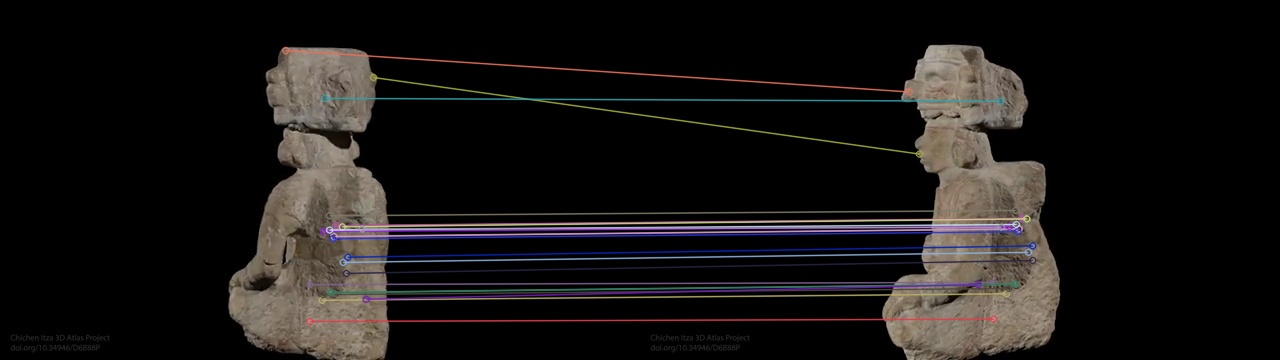 Chichen Itza 3D Atlas Project
doi.org/10.34946/D6B88P
Chichen Itza 3D Atlas Project
doi.org/10.34946/D6B88P